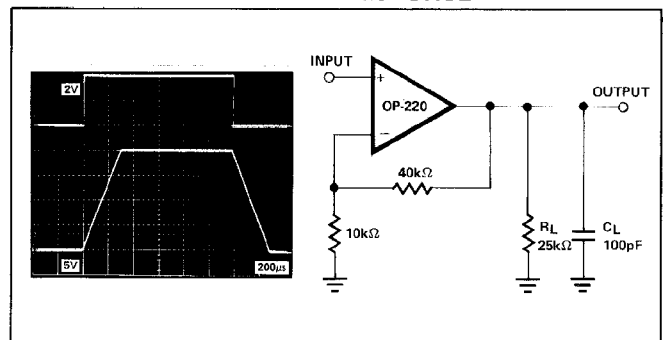 2V
5V
200μs
INPUT
+
OP-220
−
OUTPUT
40kΩ
10kΩ
RL
25kΩ
CL
100pF